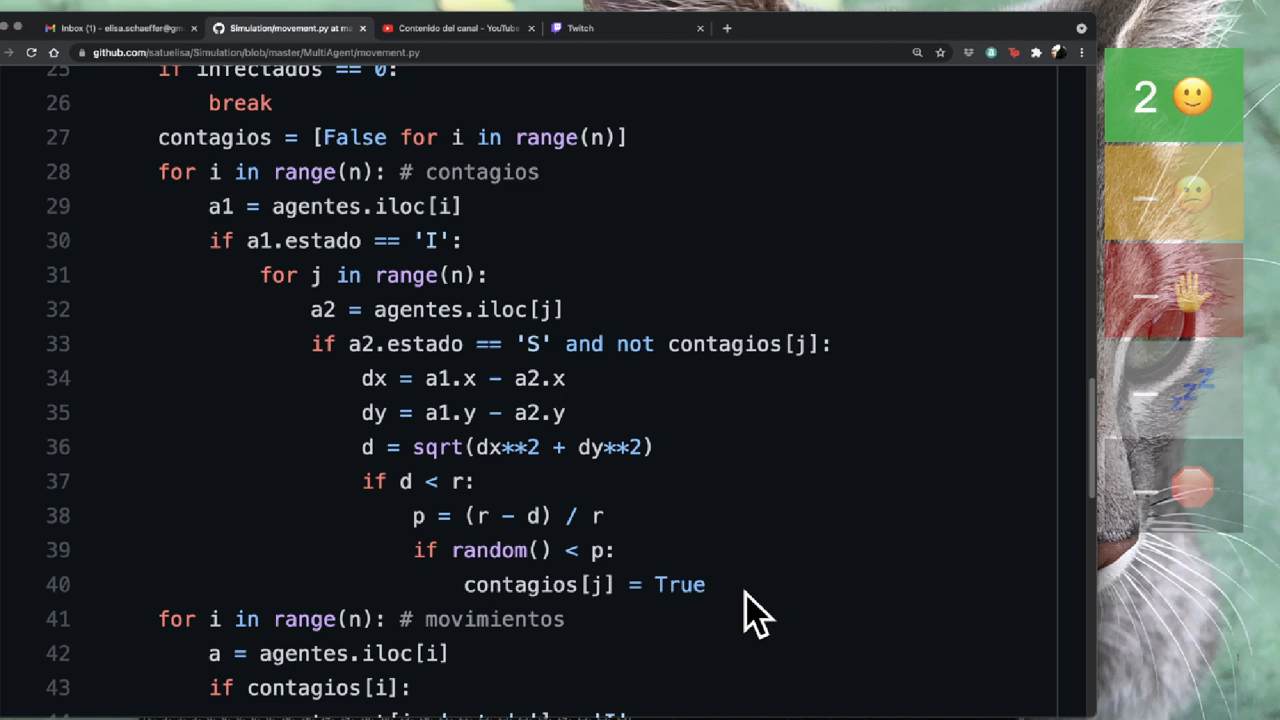 Inbox (1) - elisa.schaeffer@gm
Simulation/movement.py at m
Contenido del canal - YouTube
Twitch
github.com/satuelisa/Simulation/blob/master/MultiAgent/movement.py
25 if infectados == 0:
26 break
27 contagios = [False for i in range(n)]
28 for i in range(n): # contagios
29 a1 = agentes.iloc[i]
30 if a1.estado == 'I':
31 for j in range(n):
32 a2 = agentes.iloc[j]
33 if a2.estado == 'S' and not contagios[j]:
34 dx = a1.x - a2.x
35 dy = a1.y - a2.y
36 d = sqrt(dx**2 + dy**2)
37 if d < r:
38 p = (r - d) / r
39 if random() < p:
40 contagios[j] = True
41 for i in range(n): # movimientos
42 a = agentes.iloc[i]
43 if contagios[i]:
2